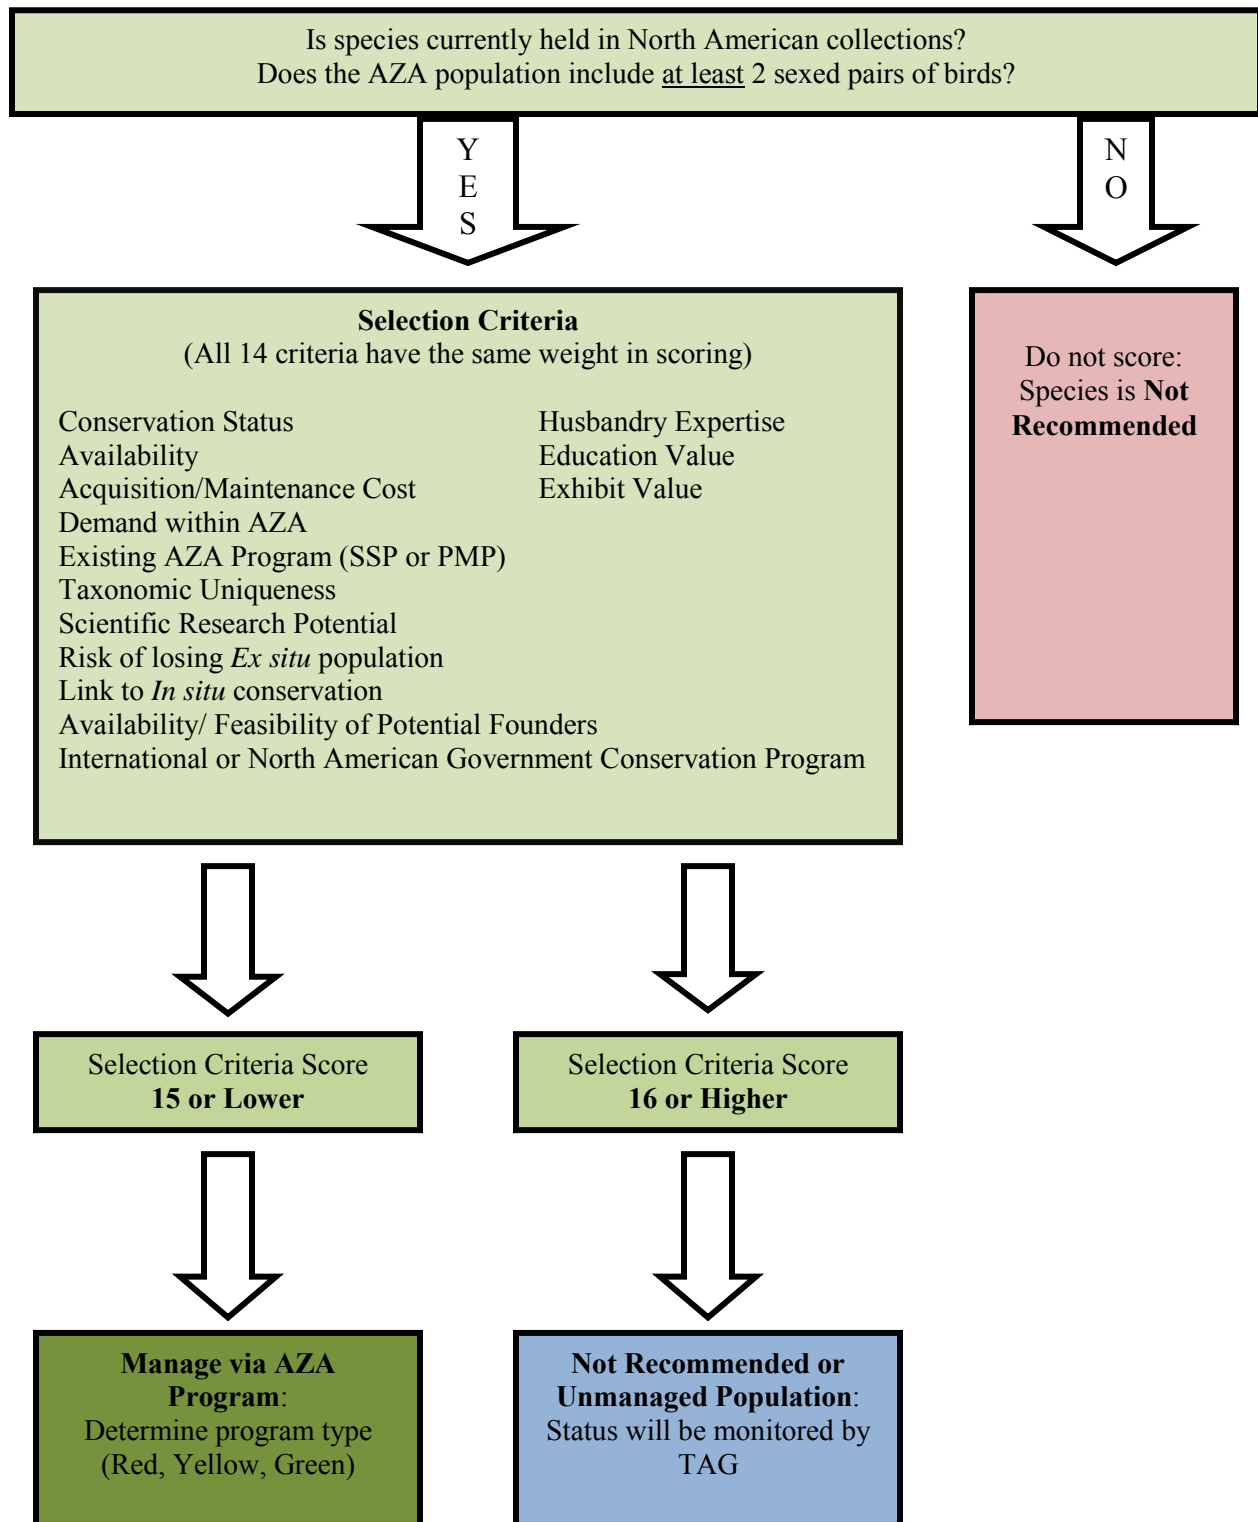 Is species currently held in North American collections?
Does the AZA population include at least 2 sexed pairs of birds?
Y
E
S
N
O
Selection Criteria
(All 14 criteria have the same weight in scoring)
Conservation Status
Availability
Acquisition/Maintenance Cost
Demand within AZA
Existing AZA Program (SSP or PMP)
Taxonomic Uniqueness
Scientific Research Potential
Risk of losing Ex situ population
Link to In situ conservation
Availability/ Feasibility of Potential Founders
International or North American Government Conservation Program
Husbandry Expertise
Education Value
Exhibit Value
Do not score:
Species is Not
Recommended
Selection Criteria Score
15 or Lower
Selection Criteria Score
16 or Higher
Manage via AZA
Program:
Determine program type
(Red, Yellow, Green)
Not Recommended or
Unmanaged Population:
Status will be monitored by
TAG